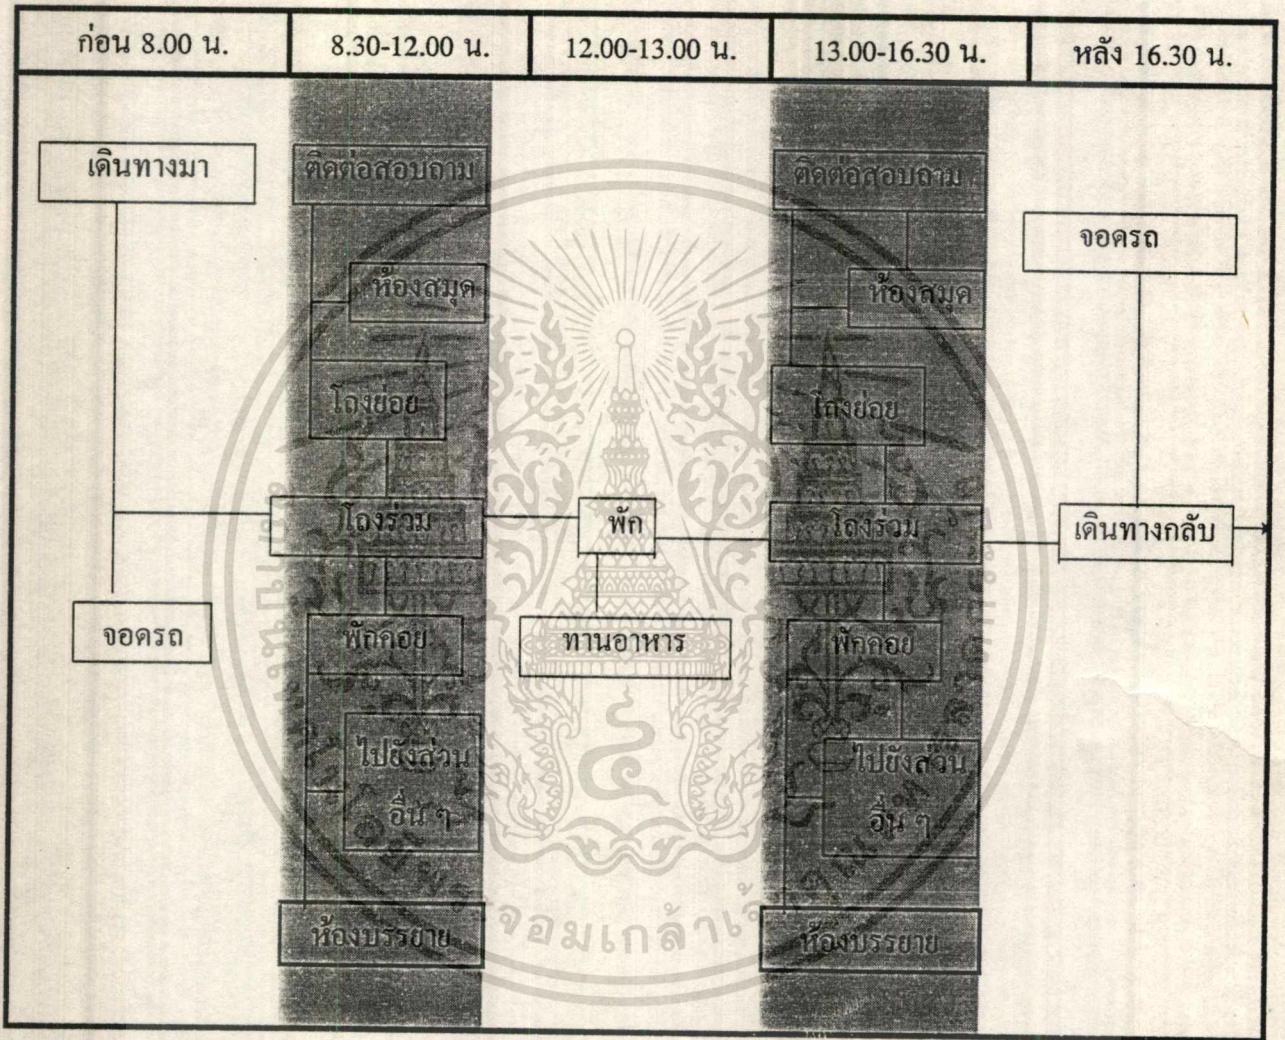 ก่อน 8.00 น.
8.30-12.00 น.
12.00-13.00 น.
13.00-16.30 น.
หลัง 16.30 น.
เดินทางมา
จอดรถ
ติดต่อสอบถาม
ห้องสมุด
โถงย่อย
โถงร่วม
พักคอย
ไปยังส่วน
อื่น ๆ
ห้องบรรยาย
พัก
ทานอาหาร
ติดต่อสอบถาม
ห้องสมุด
โถงย่อย
โถงร่วม
พักคอย
ไปยังส่วน
อื่น ๆ
ห้องบรรยาย
จอดรถ
เดินทางกลับ
จอมเกล้าเจ้า